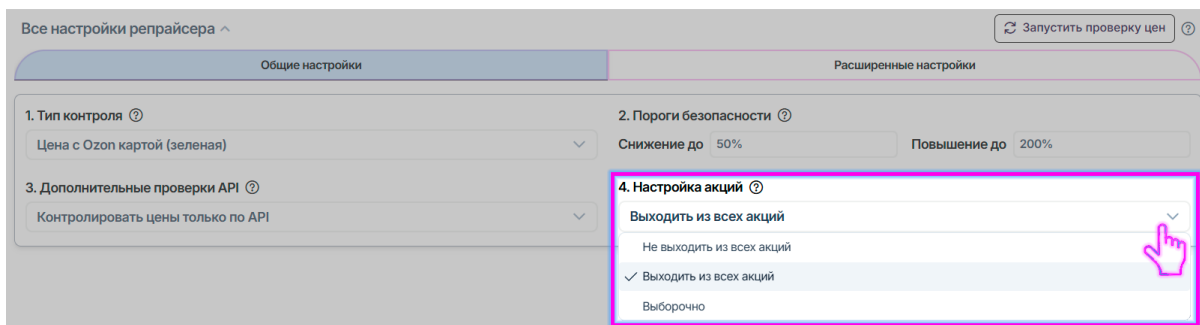 Все настройки репрайсера
Запустить проверку цен
Общие настройки
Расширенные настройки
1. Тип контроля
2. Пороги безопасности
Цена с Ozon картой (зеленая)
Снижение до 50%
Повышение до 200%
3. Дополнительные проверки API
4. Настройка акций
Контролировать цены только по API
Выходить из всех акций
Не выходить из всех акций
Выходить из всех акций
Выборочно